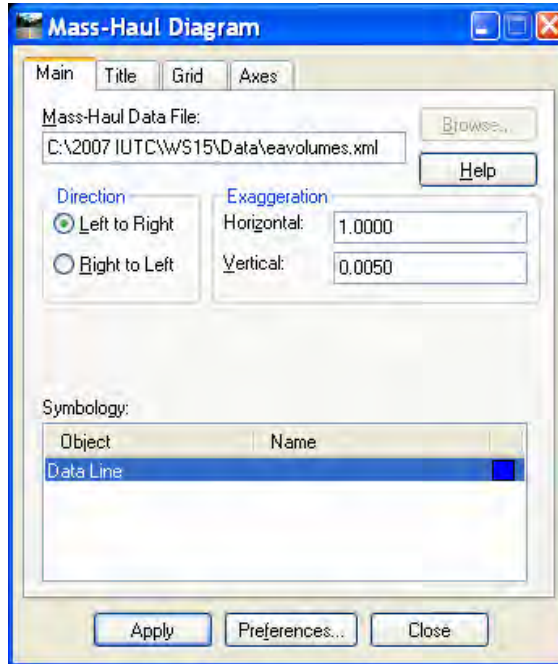 Mass-Haul Diagram
Main Title Grid Axes
Mass-Haul Data File:
C:\2007 IUTC\WS15\Data\eavolumes.xml
Browse...
Help
Direction
Left to Right
Right to Left
Exaggeration
Horizontal: 1.0000
Vertical: 0.0050
Symbology:
Object Name
Data Line
Apply Preferences... Close